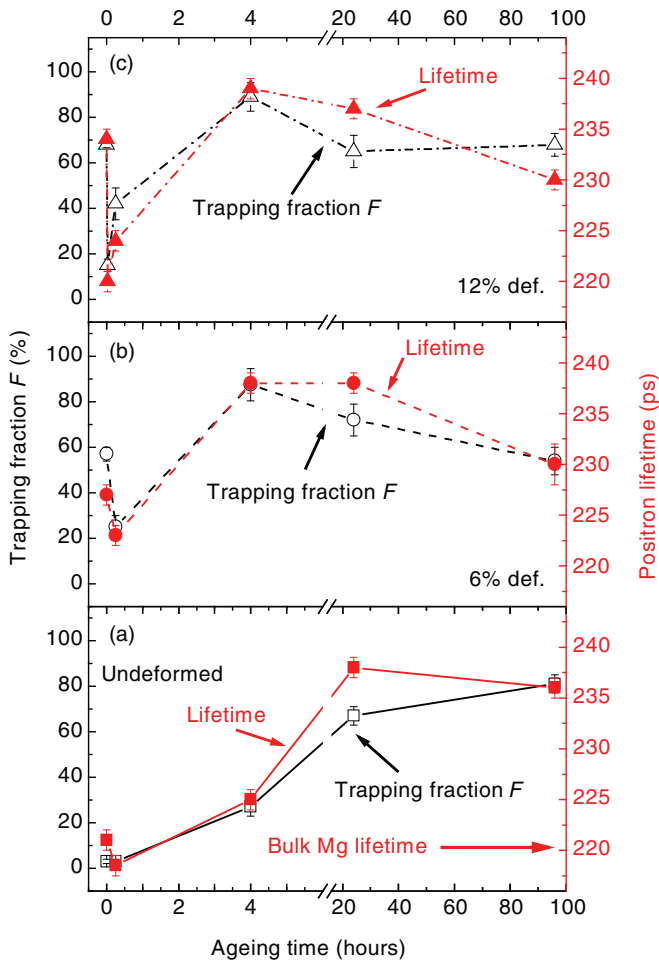 0 2 4 20 40 60 80 100
(c)
100
80
60
40
20
0
Lifetime
Trapping fraction F
12% def.
240
235
230
225
220
(b)
100
80
60
40
20
0
Lifetime
Trapping fraction F
6% def.
240
235
230
225
220
(a)
100
80
60
40
20
0
Undeformed
Lifetime
Trapping fraction F
Bulk Mg lifetime
240
235
230
225
220
Trapping fraction F (%)
Positron lifetime (ps)
0 2 4 20 40 60 80 100
Ageing time (hours)